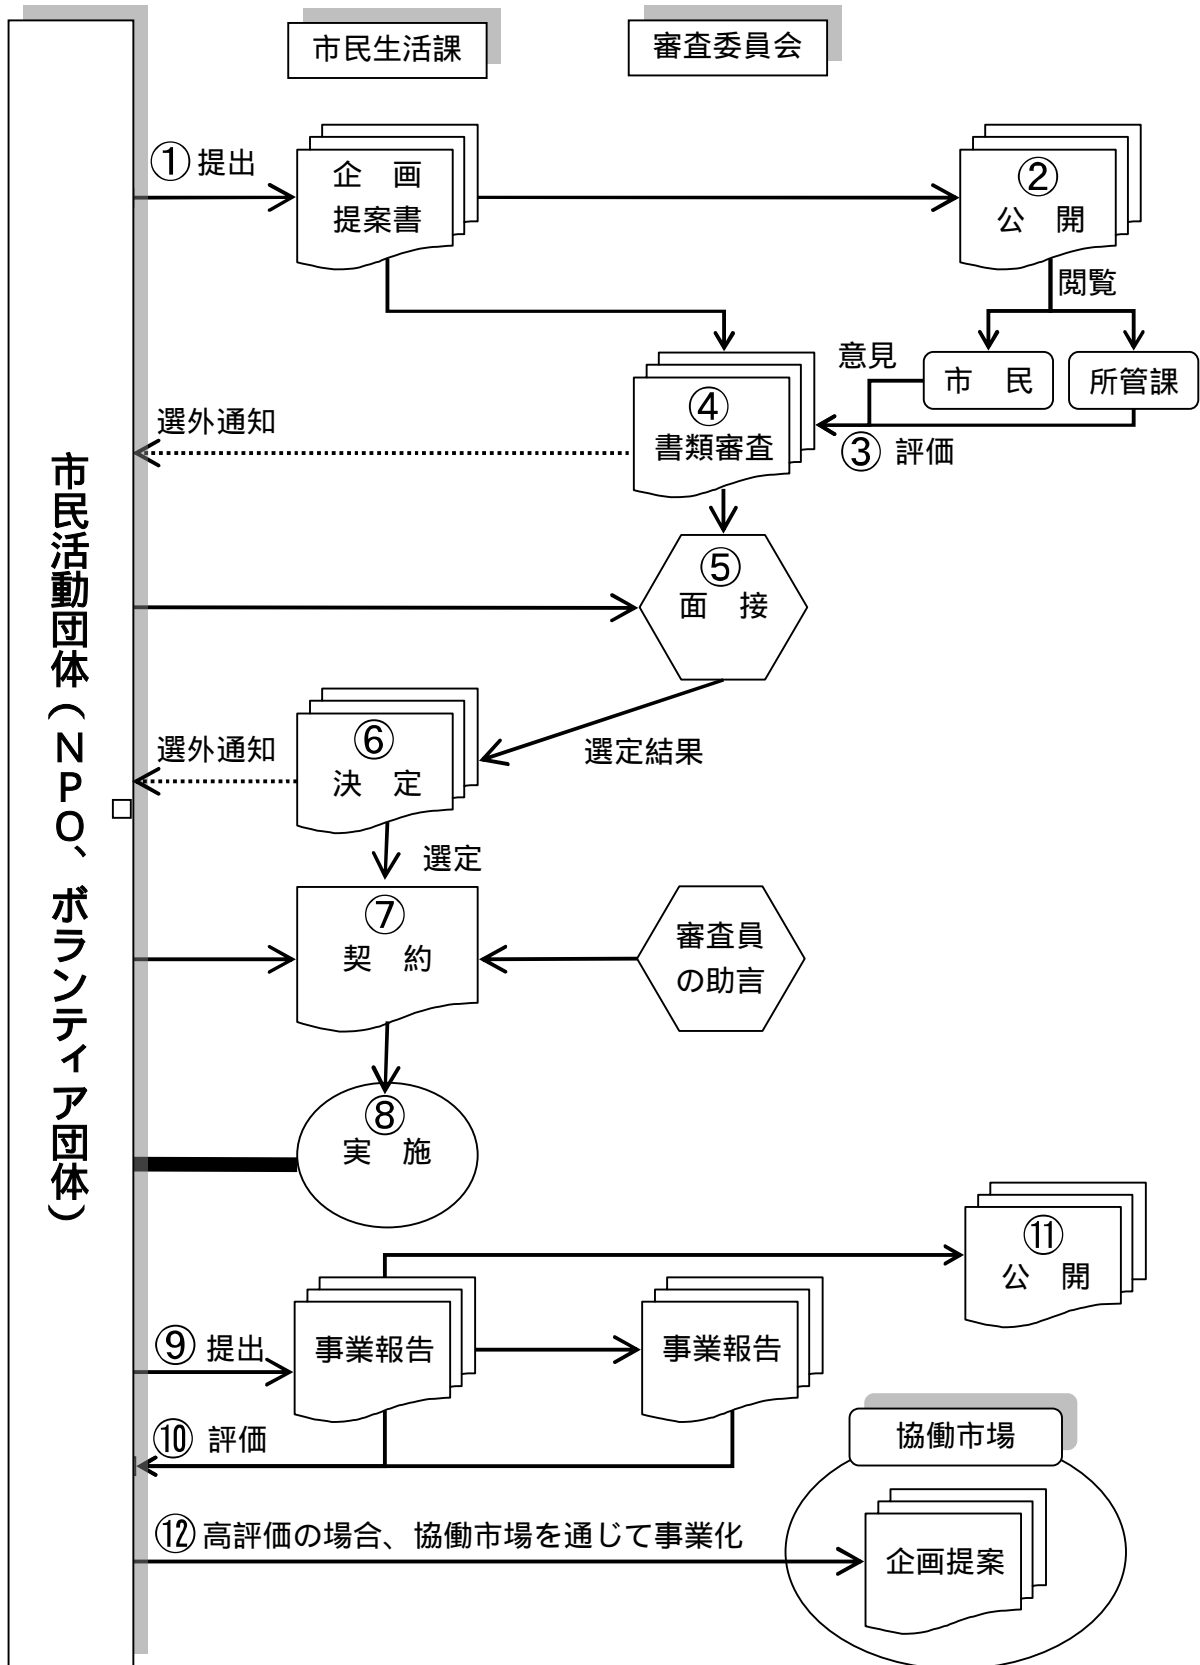 市民生活課
審査委員会
① 提出
企　画
提案書
②
公　開
閲覧
意見
市　民
所管課
③ 評価
④
書類審査
選外通知
⑤
面　接
選定結果
⑥
決　定
選外通知
選定
⑦
契　約
審査員
の助言
⑧
実　施
市民活動団体（ＮＰＯ、ボランティア団体）
⑪
公　開
⑨ 提出
事業報告
事業報告
⑩ 評価
協働市場
⑫ 高評価の場合、協働市場を通じて事業化
企画提案